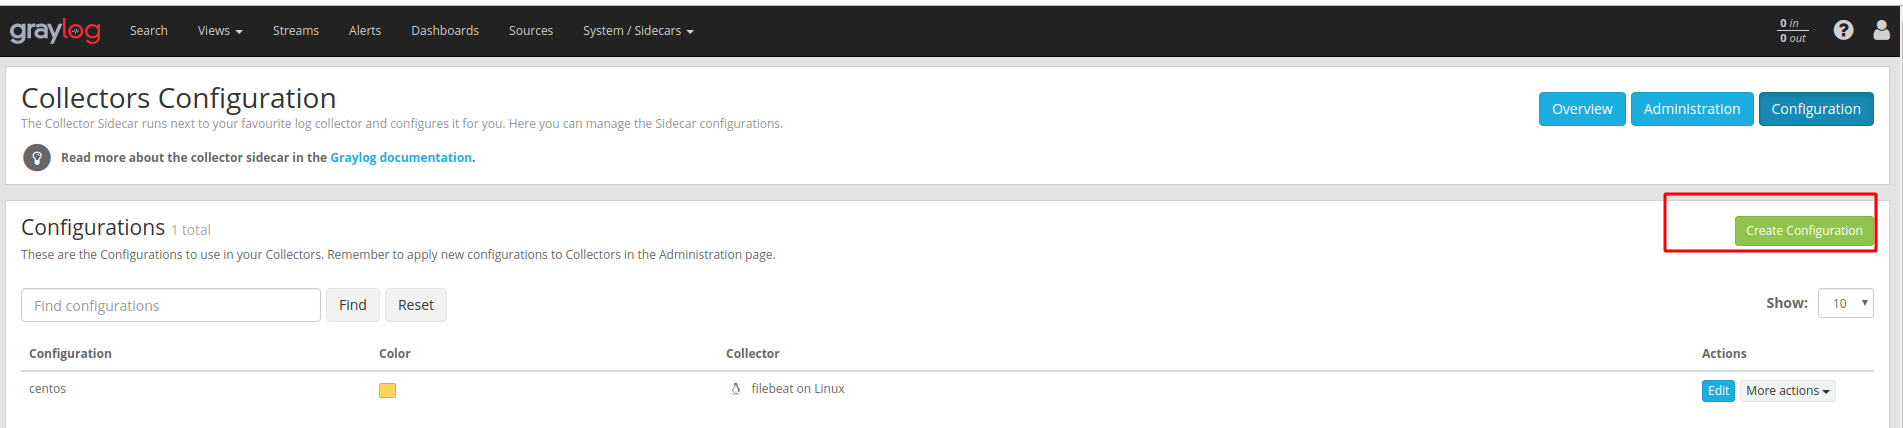 graylog Search Views Streams Alerts Dashboards Sources System / Sidecars 0 in
0 out
Collectors Configuration
Overview Administration Configuration
The Collector Sidecar runs next to your favourite log collector and configures it for you. Here you can manage the Sidecar configurations.
Read more about the collector sidecar in the Graylog documentation.
Configurations 1 total
Create Configuration
These are the Configurations to use in your Collectors. Remember to apply new configurations to Collectors in the Administration page.
Find configurations Find Reset Show: 10
Configuration Color Collector Actions
centos filebeat on Linux Edit More actions